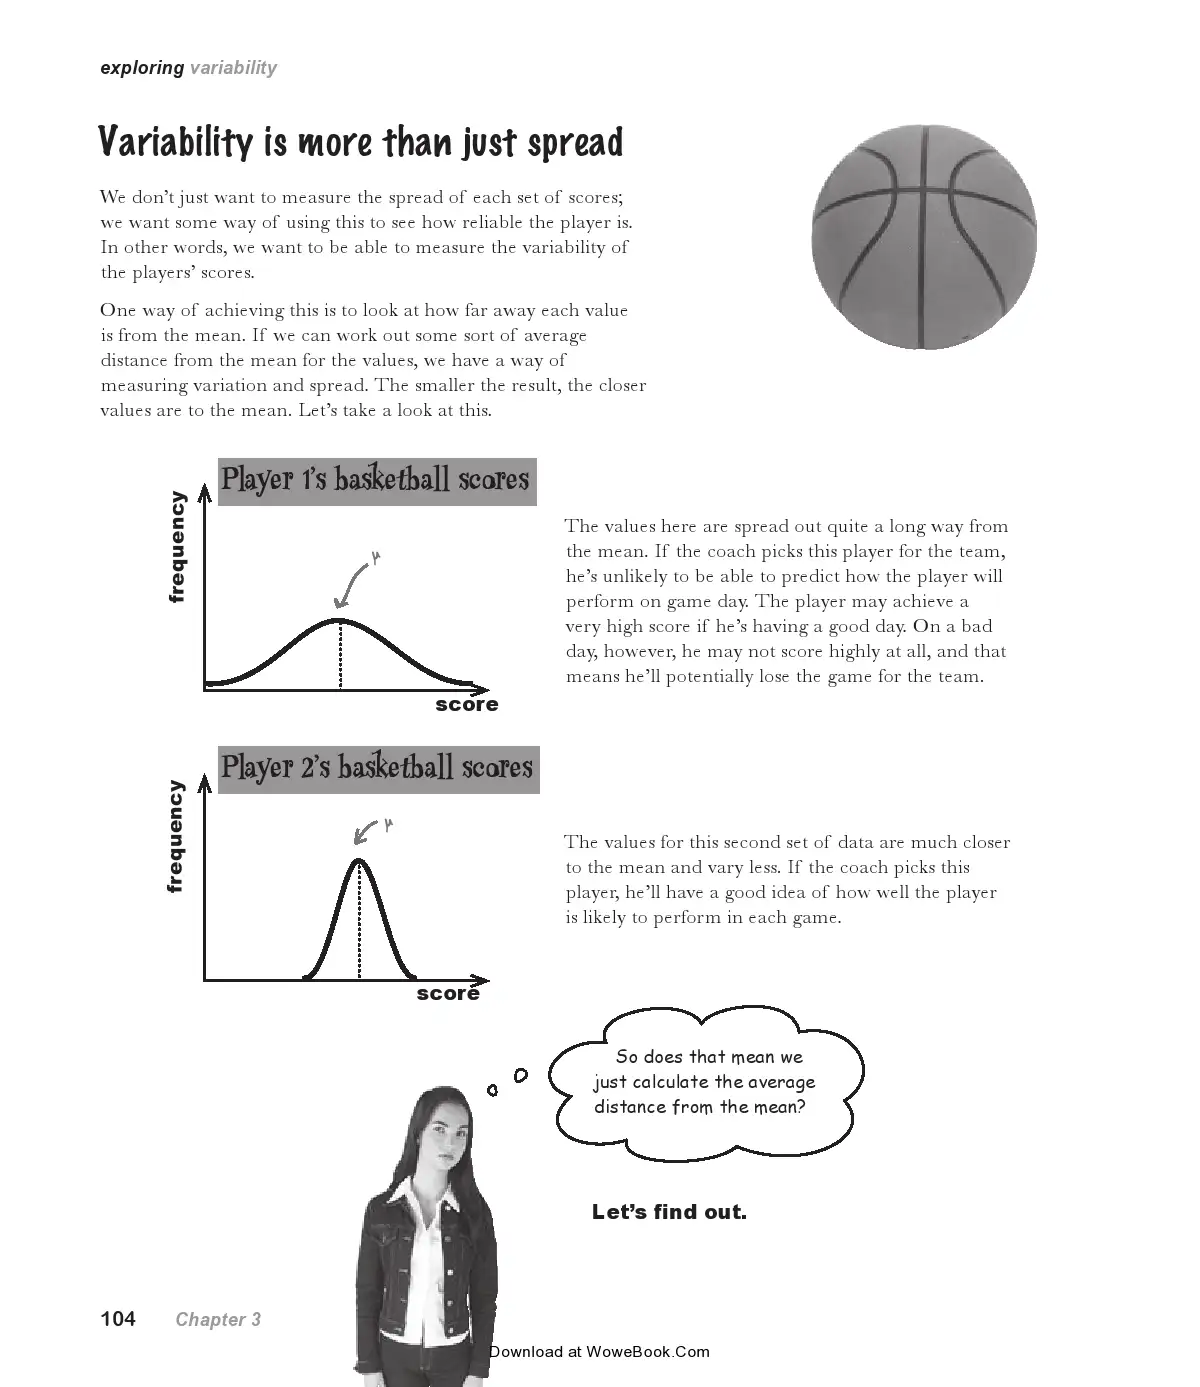 exploring variability
Variability is more than just spread
We don't just want to measure the spread of each set of scores;
we want some way of using this to see how reliable the player is.
In other words, we want to be able to measure the variability of
the players' scores.
One way of achieving this is to look at how far away each value
is from the mean. If we can work out some sort of average
distance from the mean for the values, we have a way of
measuring variation and spread. The smaller the result, the closer
values are to the mean. Let's take a look at this.
Player 1's basketball scores
frequency
μ
score
The values here are spread out quite a long way from
the mean. If the coach picks this player for the team,
he's unlikely to be able to predict how the player will
perform on game day. The player may achieve a
very high score if he's having a good day. On a bad
day, however, he may not score highly at all, and that
means he'll potentially lose the game for the team.
Player 2's basketball scores
frequency
μ
score
The values for this second set of data are much closer
to the mean and vary less. If the coach picks this
player, he'll have a good idea of how well the player
is likely to perform in each game.
So does that mean we
just calculate the average
distance from the mean?
Let's find out.
104 Chapter 3
Download at WoweBook.Com